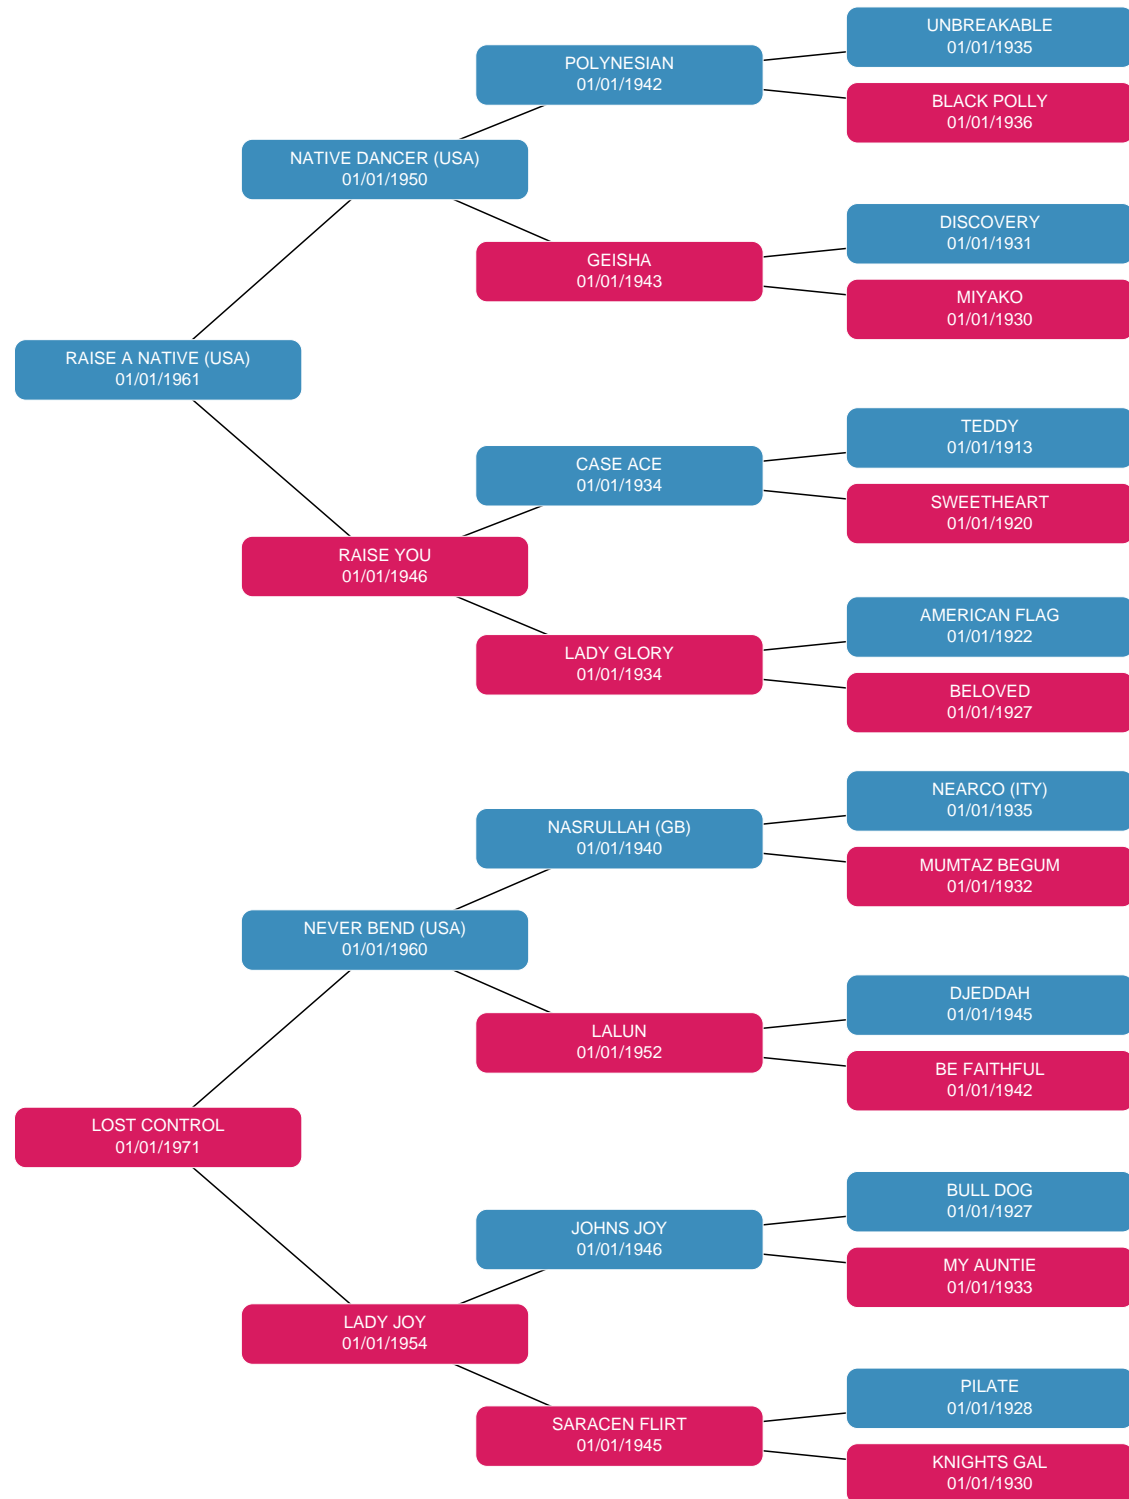 UNBREAKABLE
01/01/1935
POLYNESIAN
01/01/1942
BLACK POLLY
01/01/1936
NATIVE DANCER (USA)
01/01/1950
DISCOVERY
01/01/1931
GEISHA
01/01/1943
MIYAKO
01/01/1930
RAISE A NATIVE (USA)
01/01/1961
TEDDY
01/01/1913
CASE ACE
01/01/1934
SWEETHEART
01/01/1920
RAISE YOU
01/01/1946
AMERICAN FLAG
01/01/1922
LADY GLORY
01/01/1934
BELOVED
01/01/1927
NEARCO (ITY)
01/01/1935
NASRULLAH (GB)
01/01/1940
MUMTAZ BEGUM
01/01/1932
NEVER BEND (USA)
01/01/1960
DJEDDAH
01/01/1945
LALUN
01/01/1952
BE FAITHFUL
01/01/1942
LOST CONTROL
01/01/1971
BULL DOG
01/01/1927
JOHNS JOY
01/01/1946
MY AUNTIE
01/01/1933
LADY JOY
01/01/1954
PILATE
01/01/1928
SARACEN FLIRT
01/01/1945
KNIGHTS GAL
01/01/1930